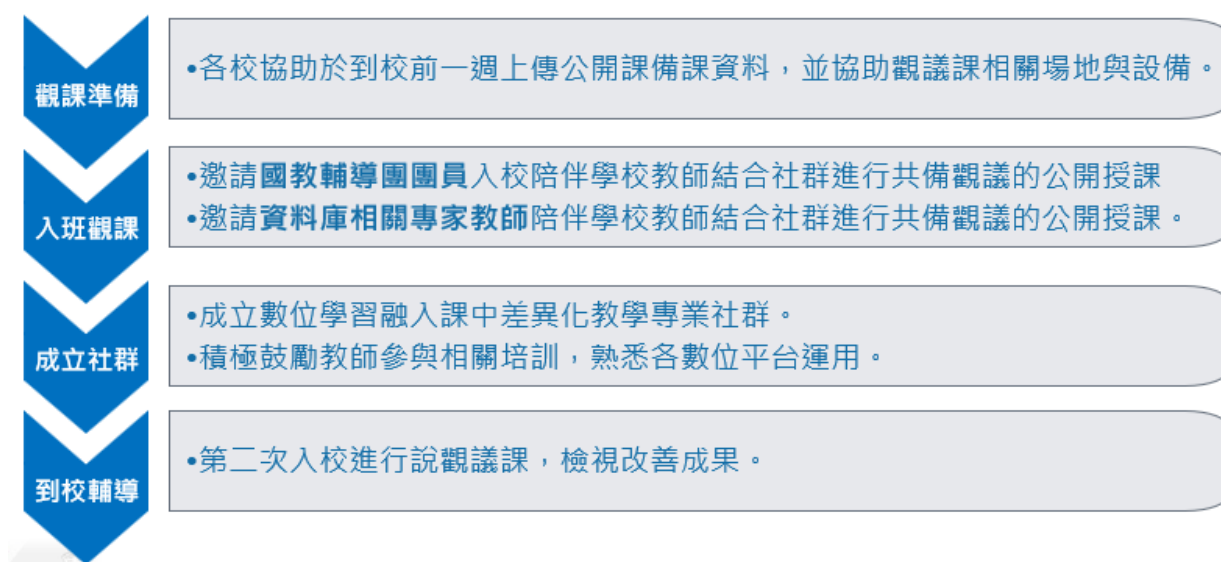 觀課準備
•各校協助於到校前一週上傳公開課備課資料，並協助觀議課相關場地與設備。
入班觀課
•邀請國教輔導團團員入校陪伴學校教師結合社群進行共備觀議的公開授課
•邀請資料庫相關專家教師陪伴學校教師結合社群進行共備觀議的公開授課。
成立社群
•成立數位學習融入課中差異化教學專業社群。
•積極鼓勵教師參與相關培訓，熟悉各數位平台運用。
到校輔導
•第二次入校進行說觀議課，檢視改善成果。